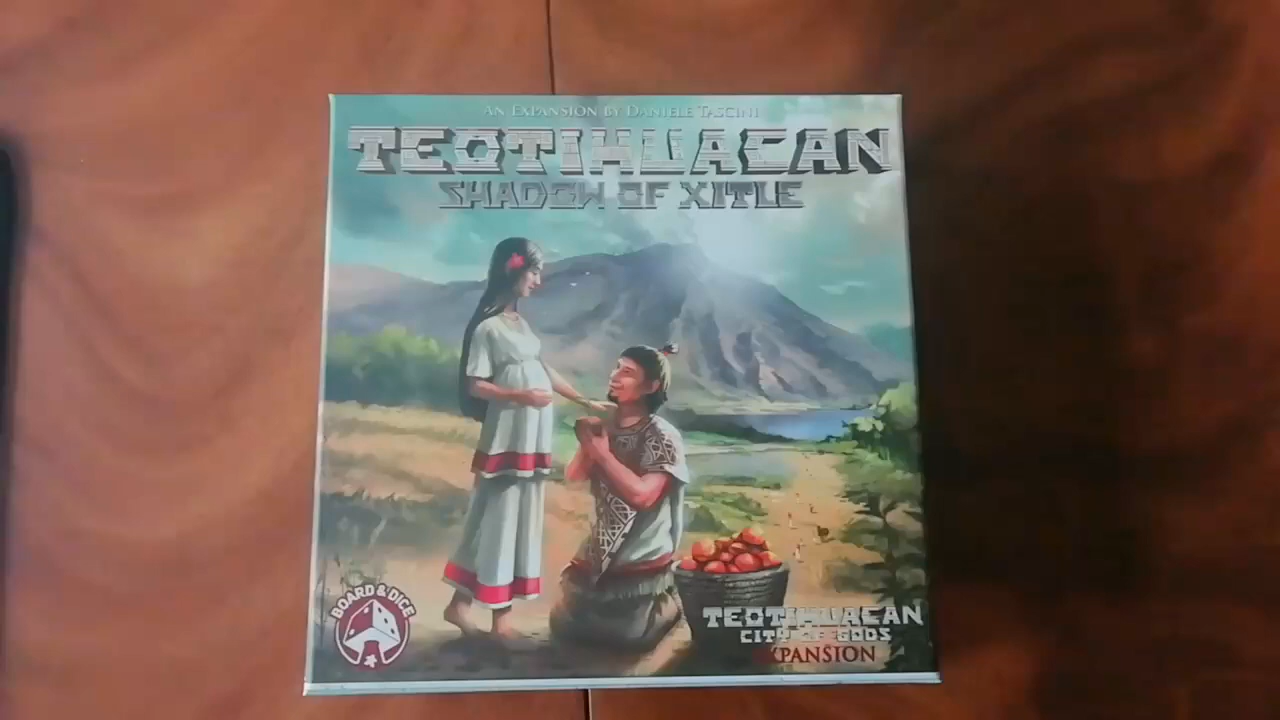 AN EXPANSION BY DANIELE TASCINI
TEOTIHUACAN
SHADOW OF XITLE
BOARD & DICE
TEOTIHUACAN
CITY OF GODS
EXPANSION